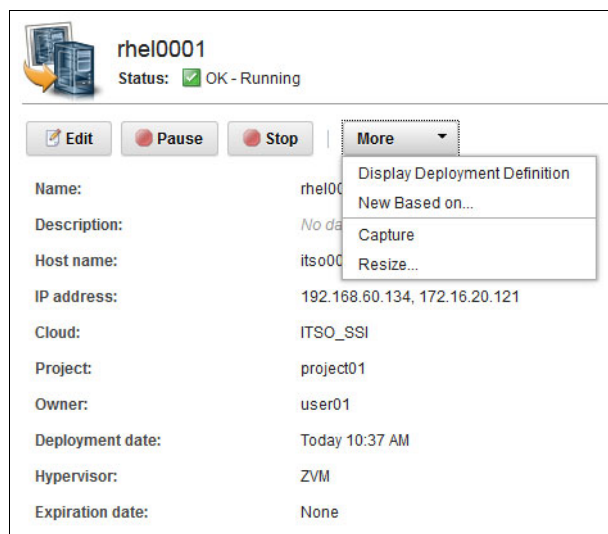 rhel0001
Status: OK - Running
Edit Pause Stop More
Display Deployment Definition
New Based on...
Capture
Resize...
Name:
Description: No da
Host name:
IP address: 192.168.60.134, 172.16.20.121
Cloud: ITSO_SSI
Project: project01
Owner: user01
Deployment date: Today 10:37 AM
Hypervisor: ZVM
Expiration date: None